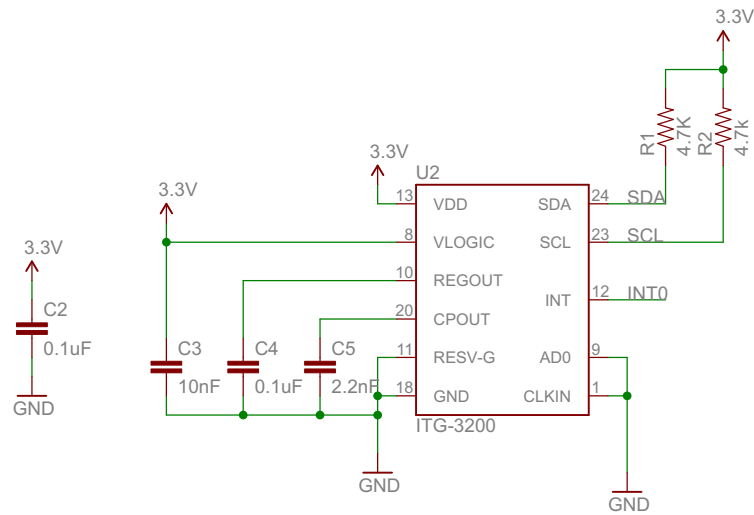 3.3V
R1
4.7K
R2
4.7k
3.3V
U2
13
VDD
SDA
24
SDA
3.3V
8
VLOGIC
SCL
23
SCL
3.3V
10
REGOUT
INT
12
INT0
C2
0.1uF
20
CPOUT
C3
10nF
C4
0.1uF
C5
2.2nF
11
RESV-G
AD0
9
18
GND
CLKIN
1
GND
ITG-3200
GND
GND